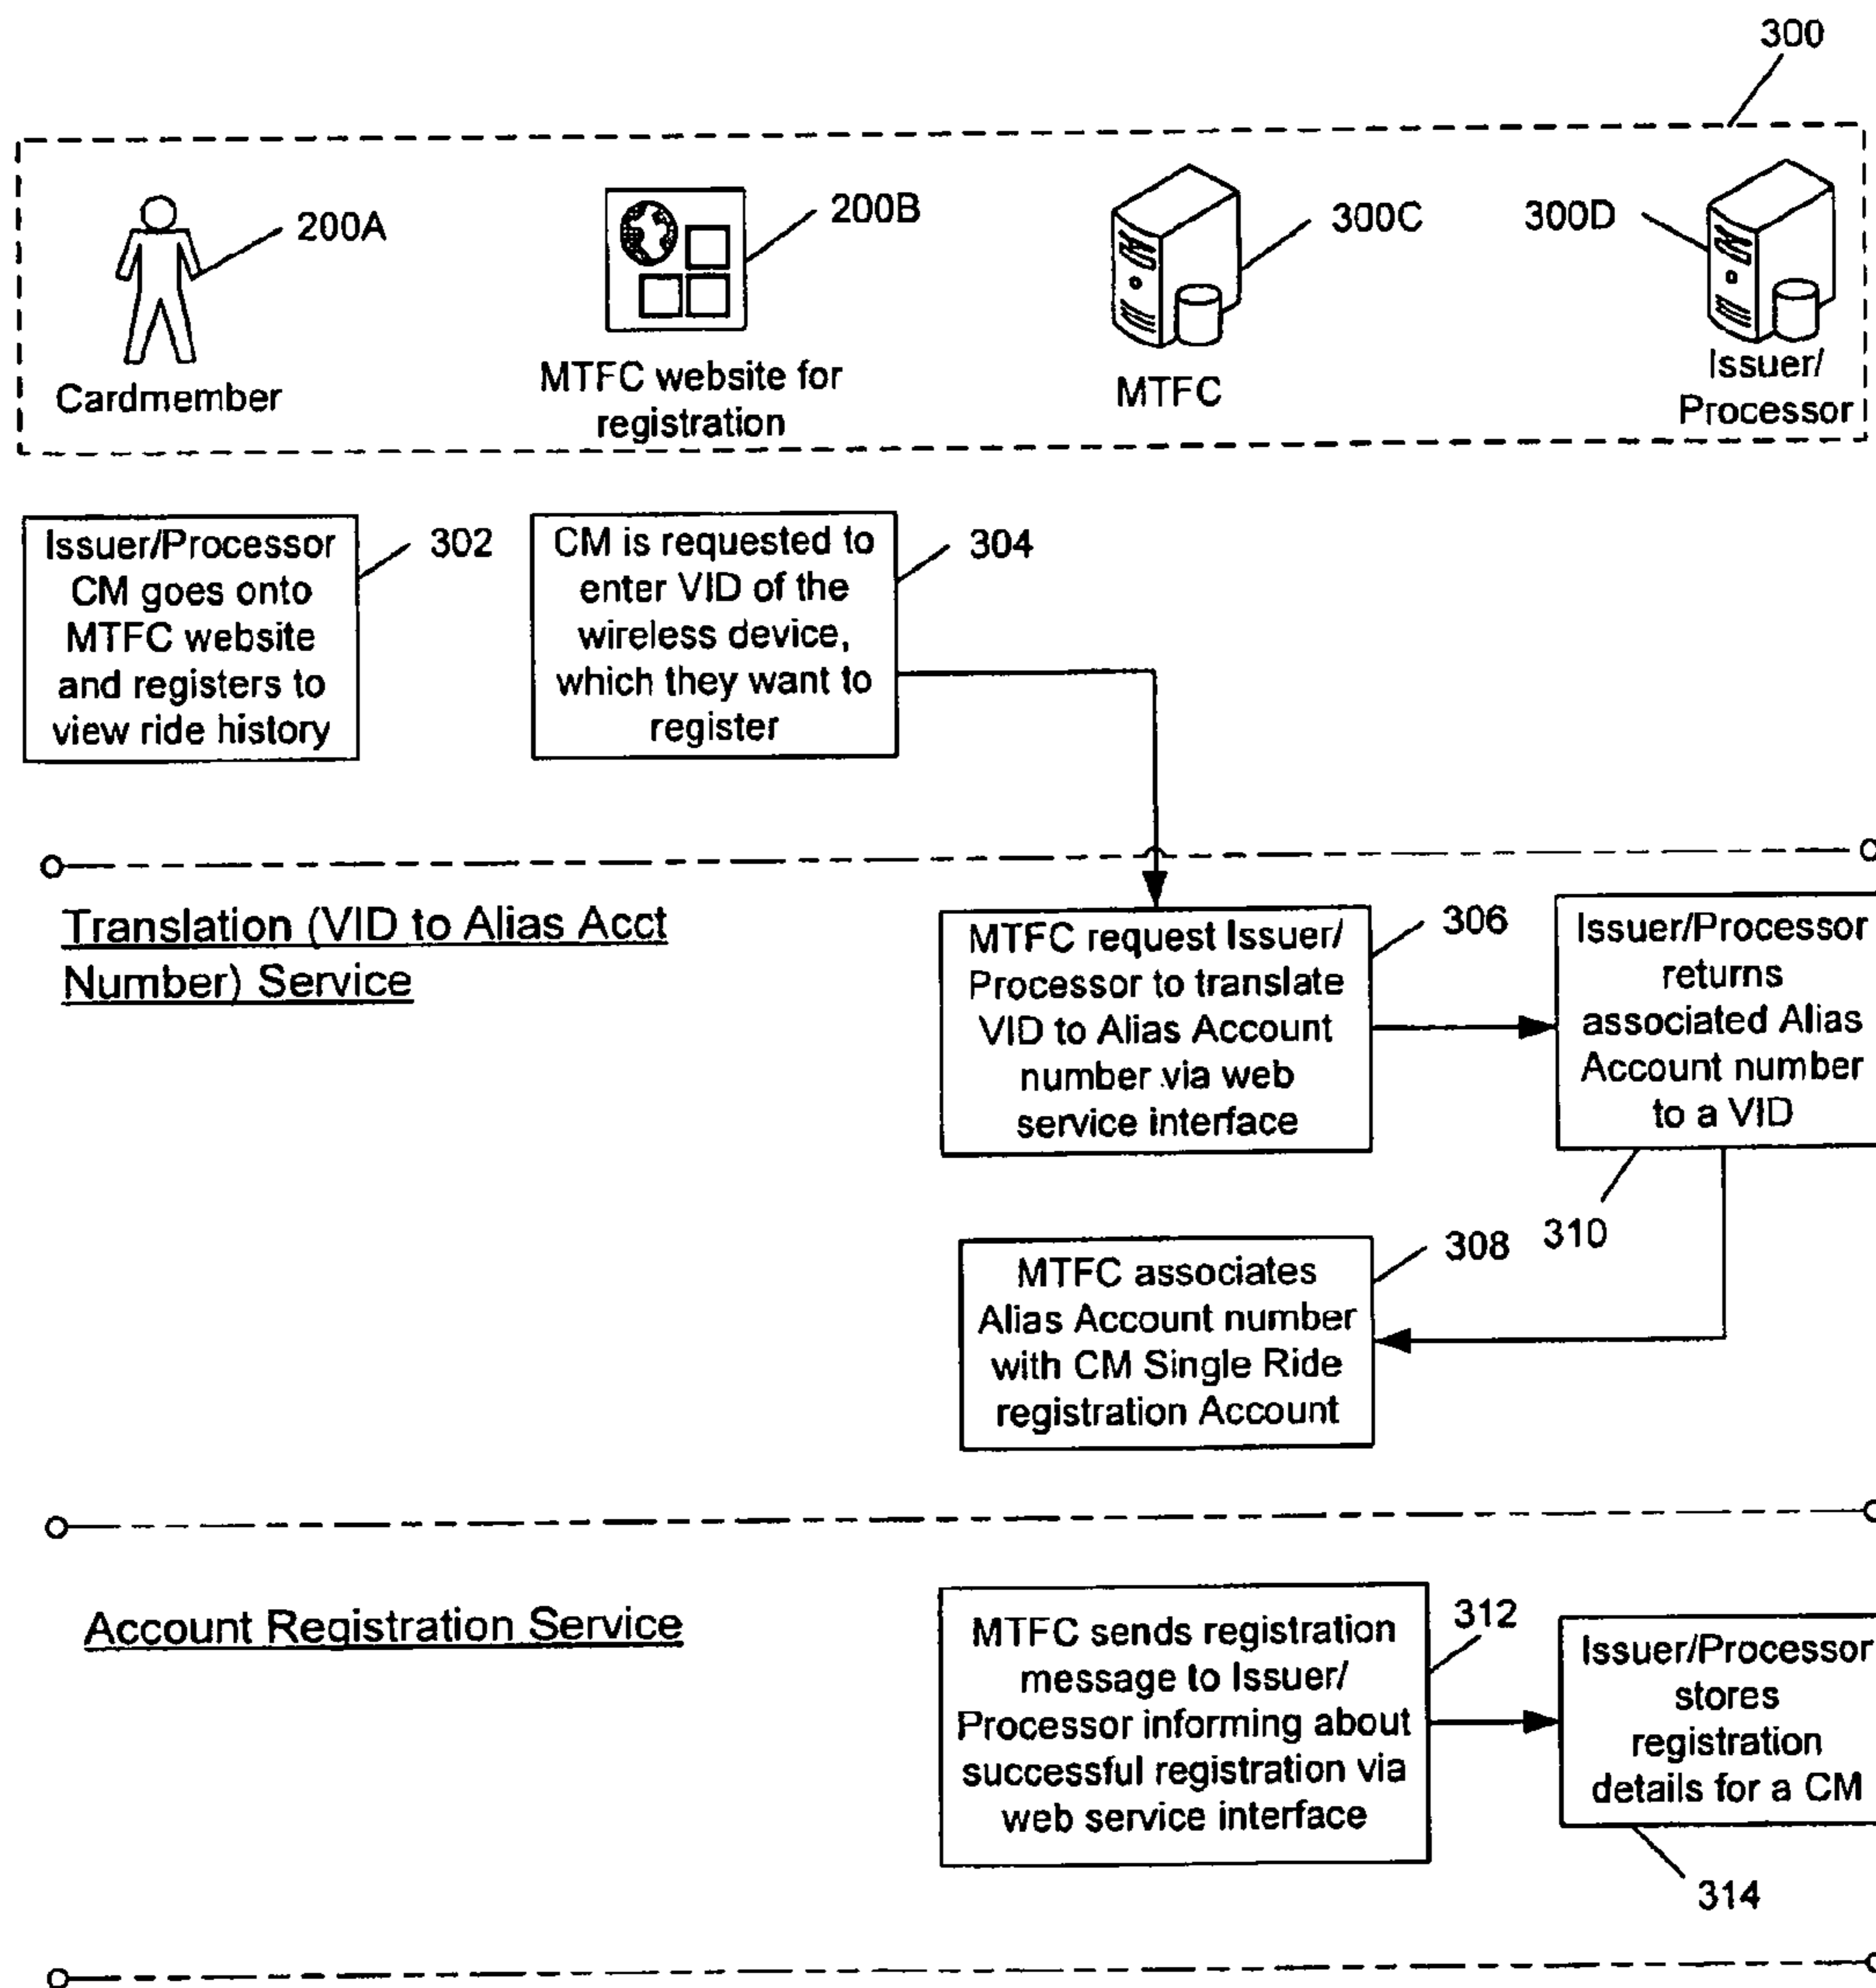 300
200A
200B
300C
300D
Cardmember
MTFC website for
registration
MTFC
Issuer/
Processor
Issuer/Processor
CM goes onto
MTFC website
and registers to
view ride history
302
CM is requested to
enter VID of the
wireless device,
which they want to
register
304
Translation (VID to Alias Acct
Number) Service
MTFC request Issuer/
Processor to translate
VID to Alias Account
number via web
service interface
306
Issuer/Processor
returns
associated Alias
Account number
to a VID
310
MTFC associates
Alias Account number
with CM Single Ride
registration Account
308
Account Registration Service
MTFC sends registration
message to Issuer/
Processor informing about
successful registration via
web service interface
312
Issuer/Processor
stores
registration
details for a CM
314